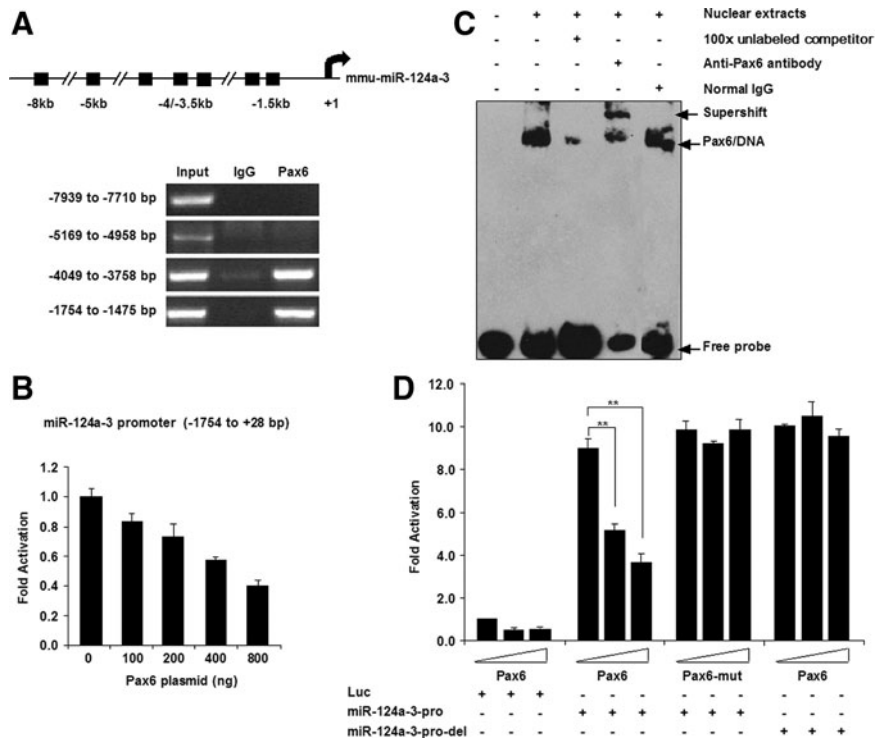 A
mmu-miR-124a-3
-8kb -5kb -4/-3.5kb -1.5kb +1
Input IgG Pax6
-7939 to -7710 bp
-5169 to -4958 bp
-4049 to -3758 bp
-1754 to -1475 bp
B
miR-124a-3 promoter (-1754 to +28 bp)
Fold Activation
1.2
1.0
0.8
0.6
0.4
0.2
0.0
0 100 200 400 800
Pax6 plasmid (ng)
C
- + + + + Nuclear extracts
+ 100x unlabeled competitor
+ Anti-Pax6 antibody
+ Normal IgG
Supershift
Pax6/DNA
Free probe
D
Fold Activation
12.0
10.0
8.0
6.0
4.0
2.0
0.0
**
**
Pax6 Pax6 Pax6-mut Pax6
Luc + + + - - - - - - - - -
miR-124a-3-pro - - - + + + + + + - - -
miR-124a-3-pro-del - - - - - - - - - + + +